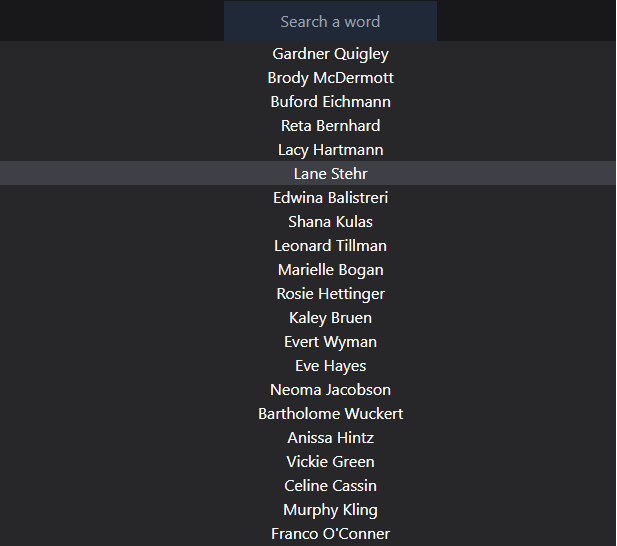 Search a word
Gardner Quigley
Brody McDermott
Buford Eichmann
Reta Bernhard
Lacy Hartmann
Lane Stehr
Edwina Balistreri
Shana Kulas
Leonard Tillman
Marielle Bogan
Rosie Hettinger
Kaley Bruen
Evert Wyman
Eve Hayes
Neoma Jacobson
Bartholome Wuckert
Anissa Hintz
Vickie Green
Celine Cassin
Murphy Kling
Franco O'Conner